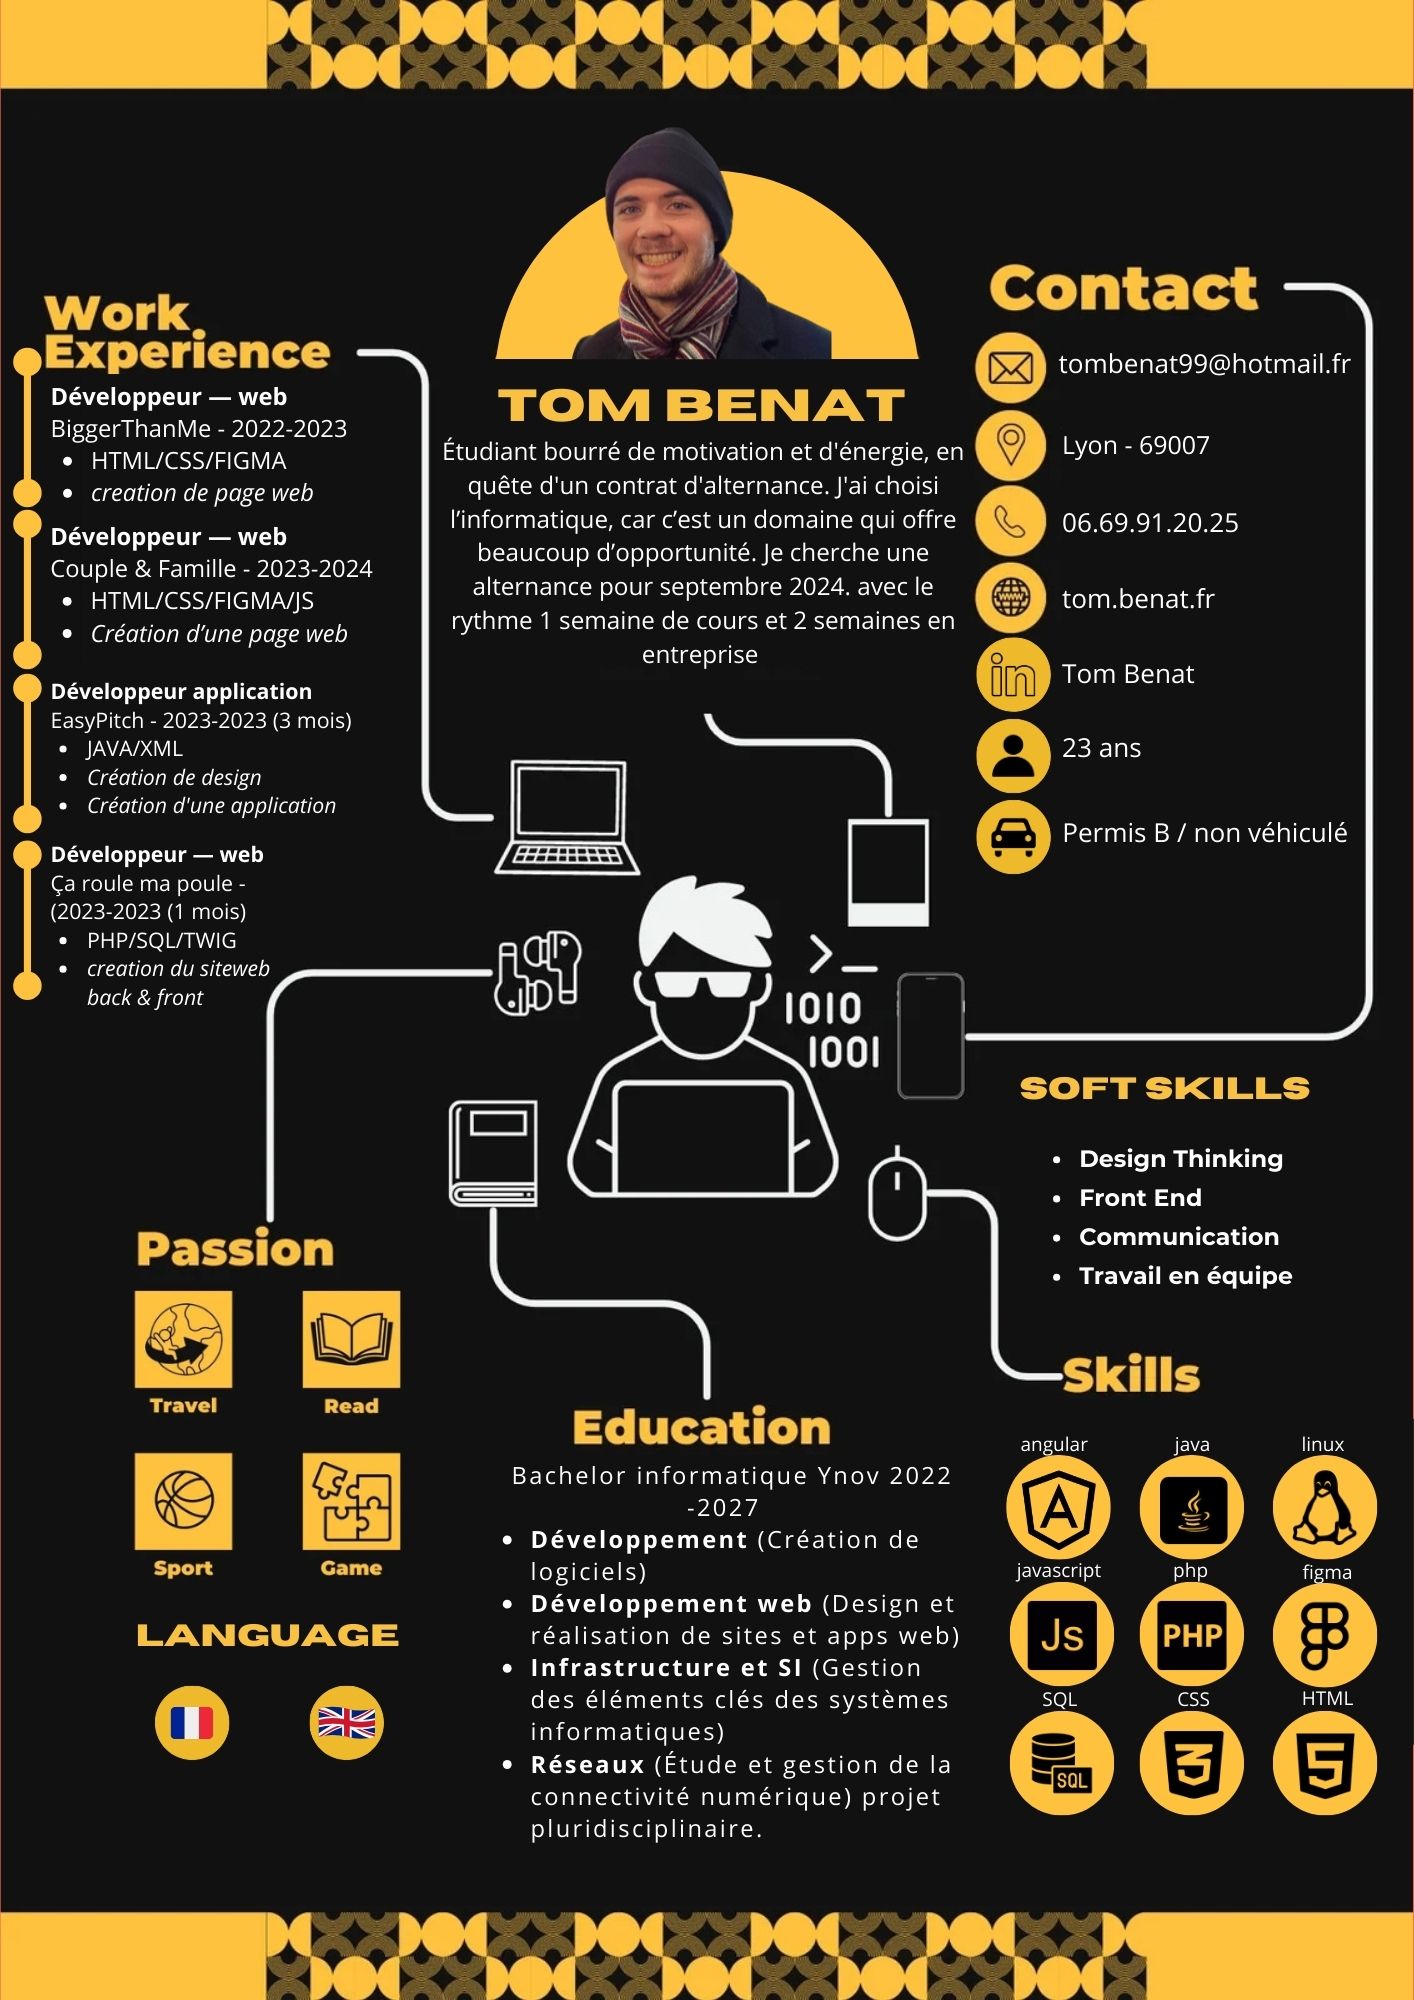 TOM BENAT
Étudiant bourré de motivation et d'énergie, en
quête d'un contrat d'alternance. J'ai choisi
l’informatique, car c’est un domaine qui offre
beaucoup d’opportunité. Je cherche une
alternance pour septembre 2024. avec le
rythme 1 semaine de cours et 2 semaines en
entreprise
Work
Experience
Développeur — web
BiggerThanMe - 2022-2023
• HTML/CSS/FIGMA
• creation de page web
Développeur — web
Couple & Famille - 2023-2024
• HTML/CSS/FIGMA/JS
• Création d’une page web
Développeur application
EasyPitch - 2023-2023 (3 mois)
• JAVA/XML
• Création de design
• Création d'une application
Développeur — web
Ça roule ma poule -
(2023-2023 (1 mois)
• PHP/SQL/TWIG
• creation du siteweb
back & front
Contact
tombenat99@hotmail.fr
Lyon - 69007
06.69.91.20.25
www
tom.benat.fr
in
Tom Benat
23 ans
Permis B / non véhiculé
>_
1010
1001
SOFT SKILLS
• Design Thinking
• Front End
• Communication
• Travail en équipe
Passion
Travel
Read
Sport
Game
LANGUAGE
Education
Bachelor informatique Ynov 2022
-2027
• Développement (Création de
logiciels)
• Développement web (Design et
réalisation de sites et apps web)
• Infrastructure et SI (Gestion
des éléments clés des systèmes
informatiques)
• Réseaux (Étude et gestion de la
connectivité numérique) projet
pluridisciplinaire.
Skills
angular
java
linux
A
javascript
php
figma
Js
PHP
SQL
CSS
HTML
SQL
3
5